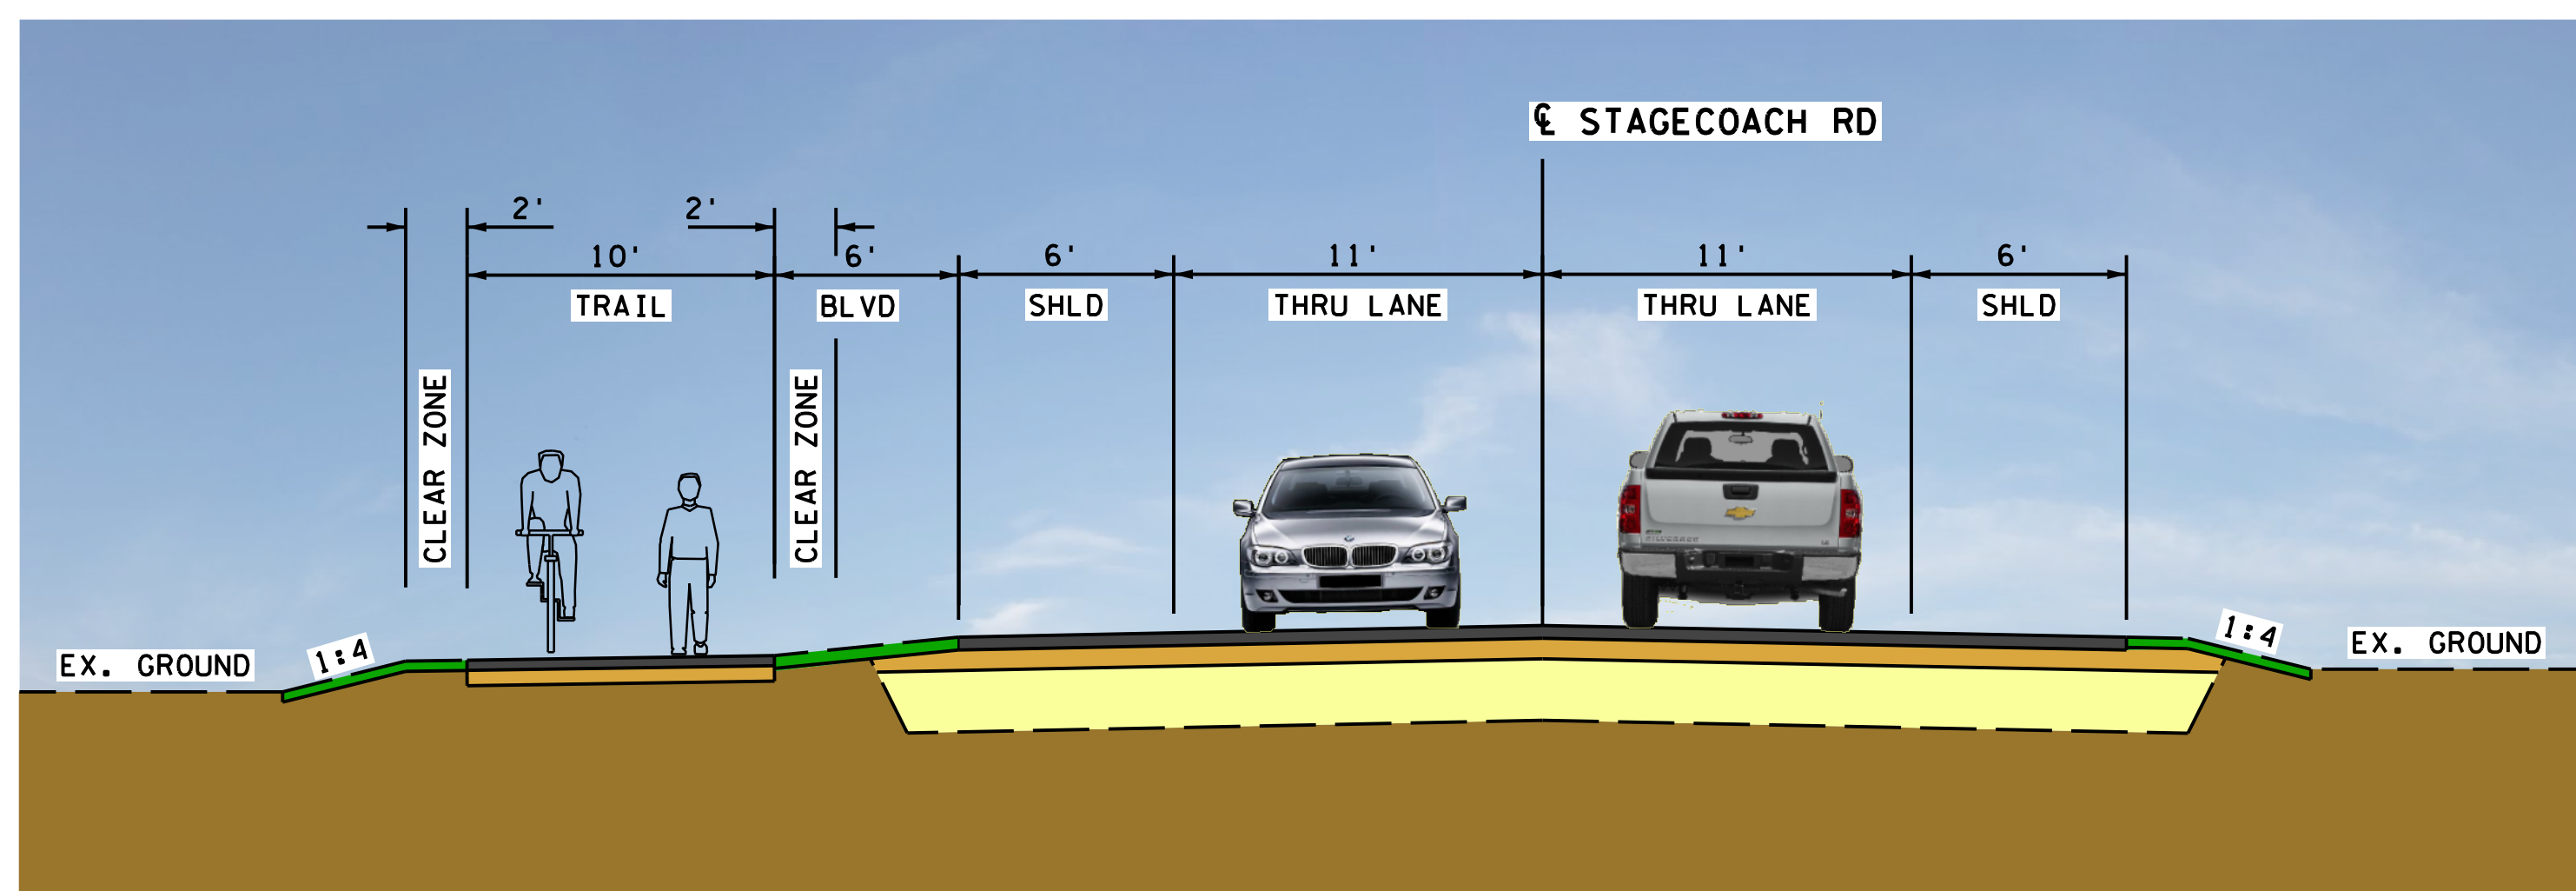 ℄ STAGECOACH RD
2' 2'
10' 6' 6' 11' 11' 6'
TRAIL BLVD SHLD THRU LANE THRU LANE SHLD
CLEAR ZONE
CLEAR ZONE
EX. GROUND
1:4
1:4
EX. GROUND